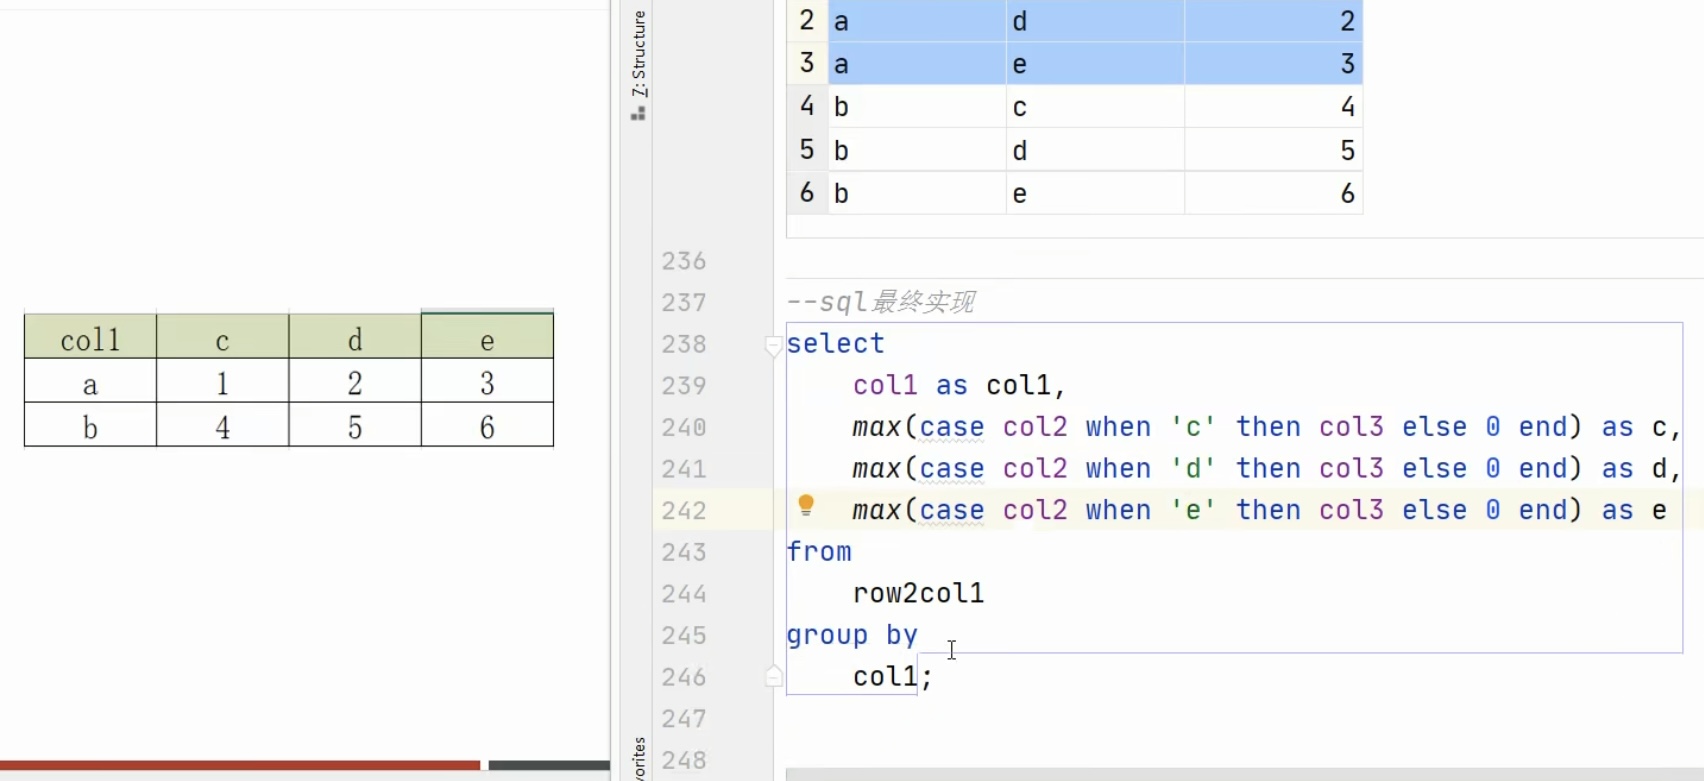 col1 c d e
a 1 2 3
b 4 5 6
7: Structure
2 a d 2
3 a e 3
4 b c 4
5 b d 5
6 b e 6
236
237 --sql最终实现
238 select
239 col1 as col1,
240 max(case col2 when 'c' then col3 else 0 end) as c,
241 max(case col2 when 'd' then col3 else 0 end) as d,
242 max(case col2 when 'e' then col3 else 0 end) as e
243 from
244 row2col1
245 group by
246 col1;
247
248
vorites